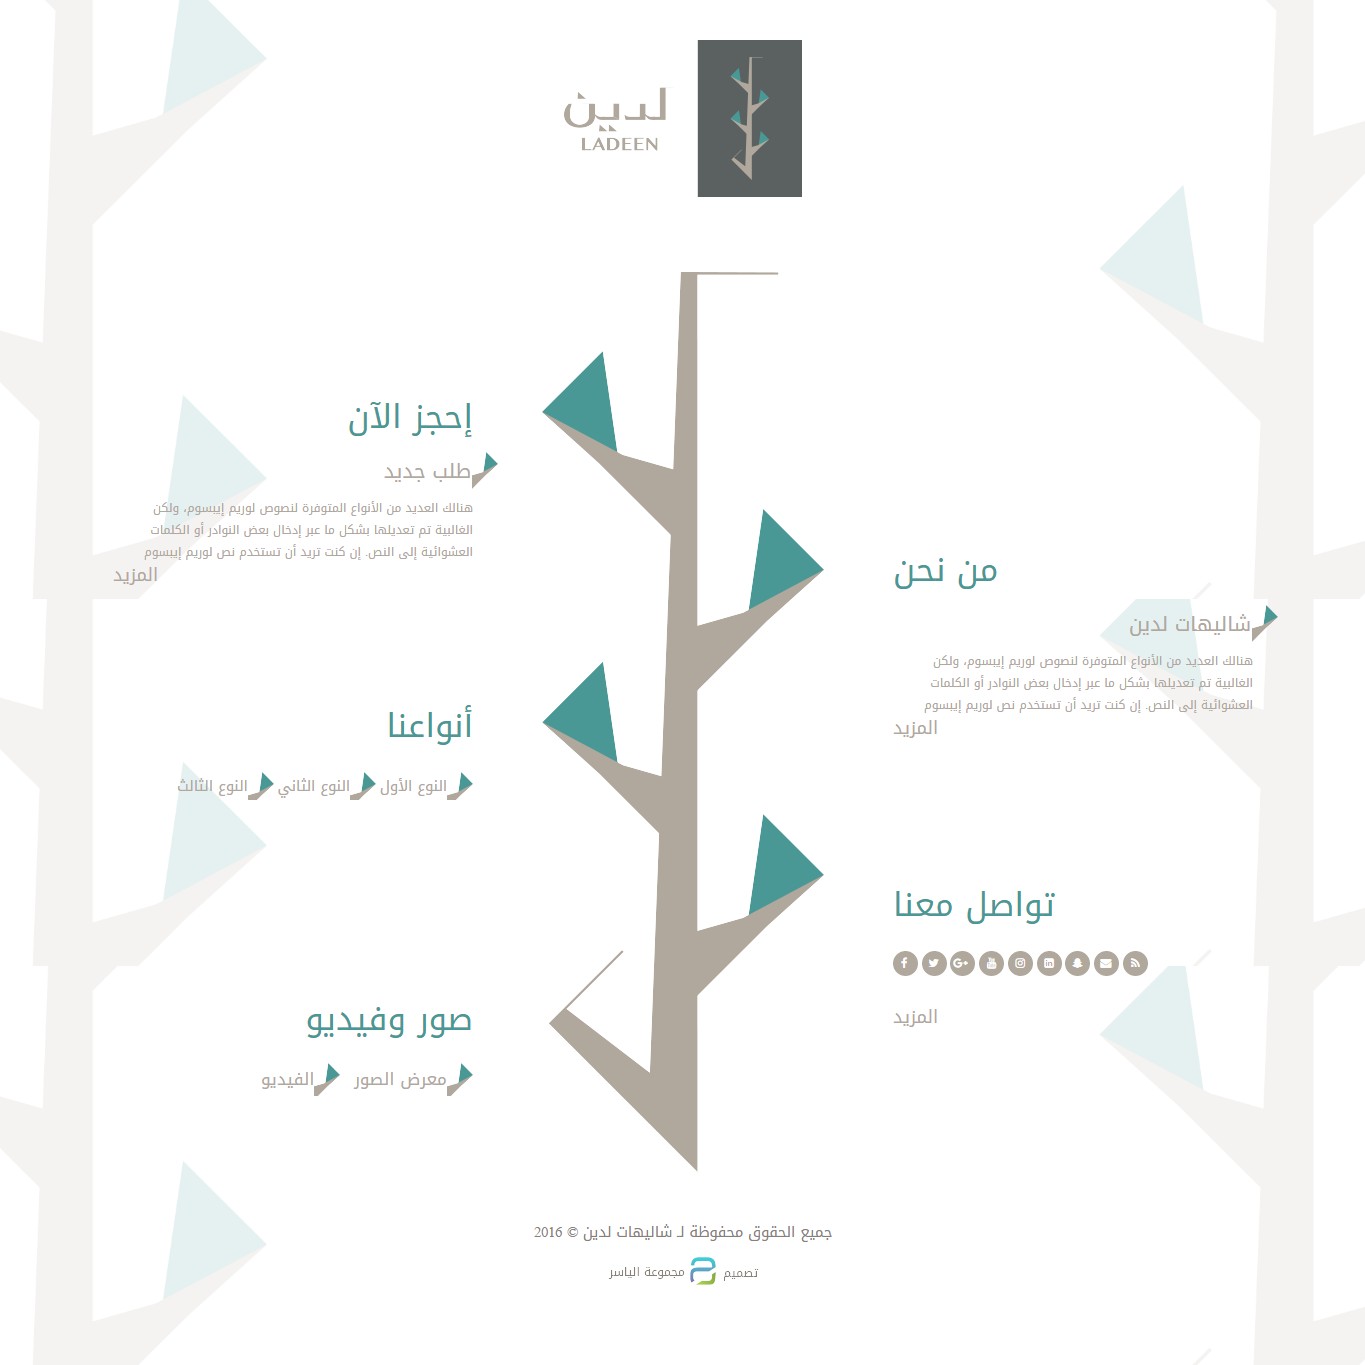 لدين
LADEEN
إحجز الآن
طلب جديد
هنالك العديد من الأنواع المتوفرة لنصوص لوريم إيبسوم، ولكن
الغالبية تم تعديلها بشكل ما عبر إدخال بعض النوادر أو الكلمات
العشوائية إلى النص. إن كنت تريد أن تستخدم نص لوريم إيبسوم
المزيد
من نحن
شاليهات لدين
هنالك العديد من الأنواع المتوفرة لنصوص لوريم إيبسوم، ولكن
الغالبية تم تعديلها بشكل ما عبر إدخال بعض النوادر أو الكلمات
العشوائية إلى النص. إن كنت تريد أن تستخدم نص لوريم إيبسوم
المزيد
أنواعنا
النوع الأول النوع الثاني النوع الثالث
تواصل معنا
المزيد
صور وفيديو
معرض الصور الفيديو
جميع الحقوق محفوظة لـ شاليهات لدين © 2016
تصميم مجموعة الياسر